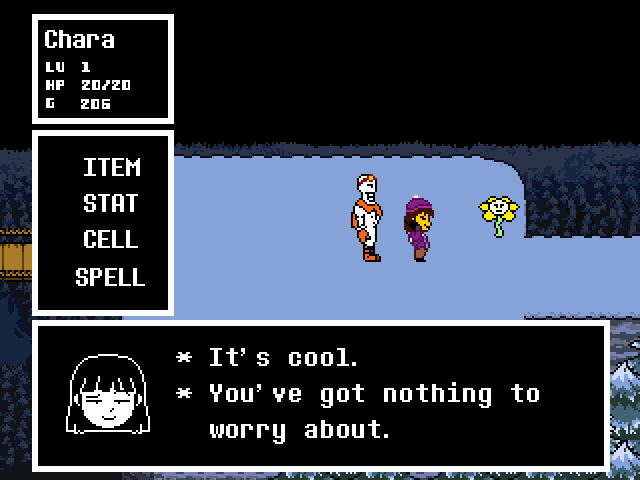 Chara
LV 1
HP 20/20
G 206
ITEM
STAT
CELL
SPELL
* It's cool.
* You've got nothing to
worry about.